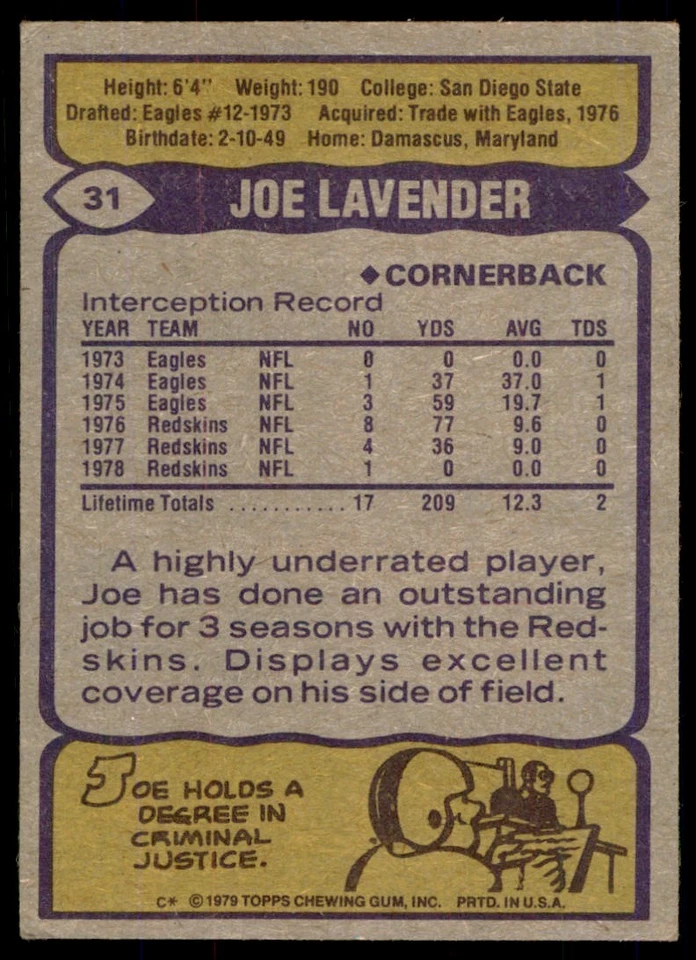 Height: 6'4" Weight: 190 College: San Diego State
Drafted: Eagles #12-1973 Acquired: Trade with Eagles, 1976
Birthdate: 2-10-49 Home: Damascus, Maryland
31 JOE LAVENDER
◆CORNERBACK
Interception Record
YEAR TEAM NO YDS AVG TDS
1973 Eagles NFL 0 0 0.0 0
1974 Eagles NFL 1 37 37.0 1
1975 Eagles NFL 3 59 19.7 1
1976 Redskins NFL 8 77 9.6 0
1977 Redskins NFL 4 36 9.0 0
1978 Redskins NFL 1 0 0.0 0
Lifetime Totals ........... 17 209 12.3 2
A highly underrated player,
Joe has done an outstanding
job for 3 seasons with the Red-
skins. Displays excellent
coverage on his side of field.
JOE HOLDS A
DEGREE IN
CRIMINAL
JUSTICE.
C* ©1979 TOPPS CHEWING GUM, INC. PRTD. IN U.S.A.